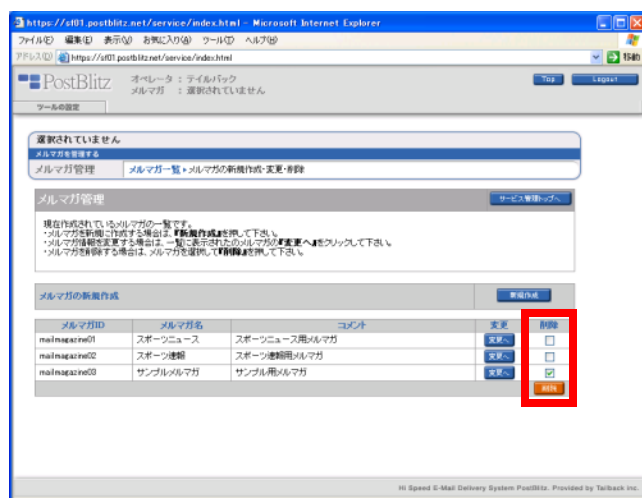 https://sf01.postblitz.net/service/index.html - Microsoft Internet Explorer
ファイル(F) 編集(E) 表示(V) お気に入り(A) ツール(T) ヘルプ(H)
アドレス(D) https://sf01.postblitz.net/service/index.html 移動
PostBlitz オペレータ : テイルバック Top Logout
メルマガ : 選択されていません
ツールの設定
選択されていません
メルマガを管理する
メルマガ管理 メルマガ一覧 メルマガの新規作成・変更・削除
メルマガ管理 サービス管理トップへ
現在作成されているメルマガの一覧です。
・メルマガを新規に作成する場合は、『新規作成』を押して下さい。
・メルマガ情報を変更する場合は、一覧に表示されたのメルマガの『変更へ』をクリックして下さい。
・メルマガを削除する場合は、メルマガを選択して『削除』を押して下さい。
メルマガの新規作成 新規作成
メルマガID メルマガ名 コメント 変更 削除
mailmagazine01 スポーツニュース スポーツニュース用メルマガ 変更へ
mailmagazine02 スポーツ速報 スポーツ速報用メルマガ 変更へ
mailmagazine03 サンプルメルマガ サンプル用メルマガ 変更へ
削除
Hi Speed E-Mail Delivery System PostBlitz. Provided by Tailback inc.